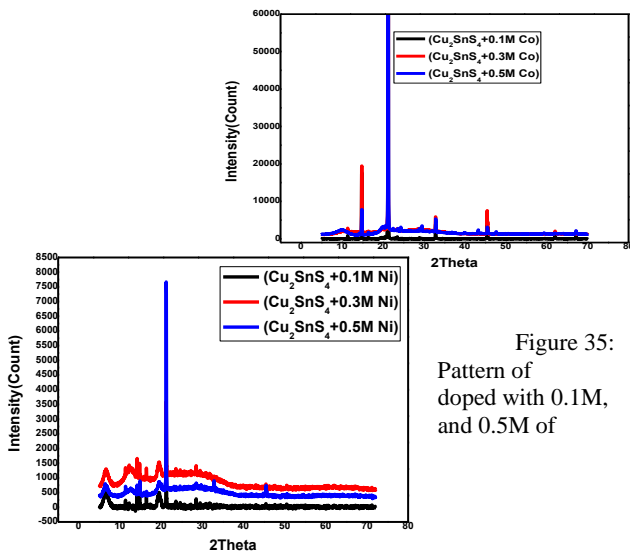 60000
50000
40000
30000
20000
10000
0
Intensity(Count)
(Cu2SnS4+0.1M Co)
(Cu2SnS4+0.3M Co)
(Cu2SnS4+0.5M Co)
0 10 20 30 40 50 60 70 80
2Theta
8500
8000
7500
7000
6500
6000
5500
5000
4500
4000
3500
3000
2500
2000
1500
1000
500
0
-500
Intensity(Count)
(Cu2SnS4+0.1M Ni)
(Cu2SnS4+0.3M Ni)
(Cu2SnS4+0.5M Ni)
0 10 20 30 40 50 60 70 80
2Theta
Figure 35:
Pattern of
doped with 0.1M,
and 0.5M of